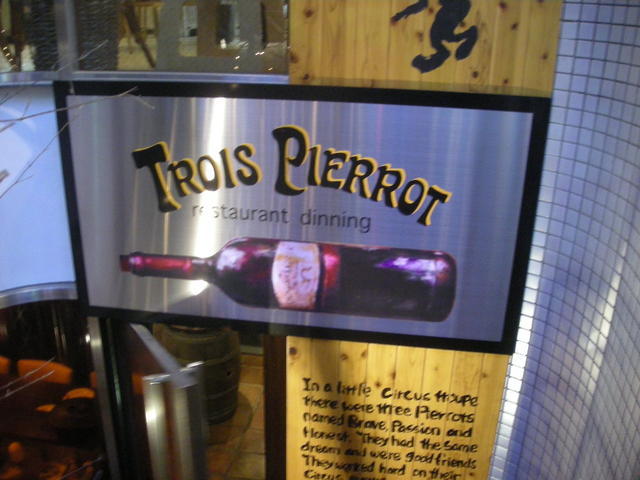 TROIS PIERROT
restaurant dinning
In a little "Circus troupe
there were three Pierrots
named Brave, Passion and
Honest. "They had the same
dream and were good friends
They worked hard on their
Circus